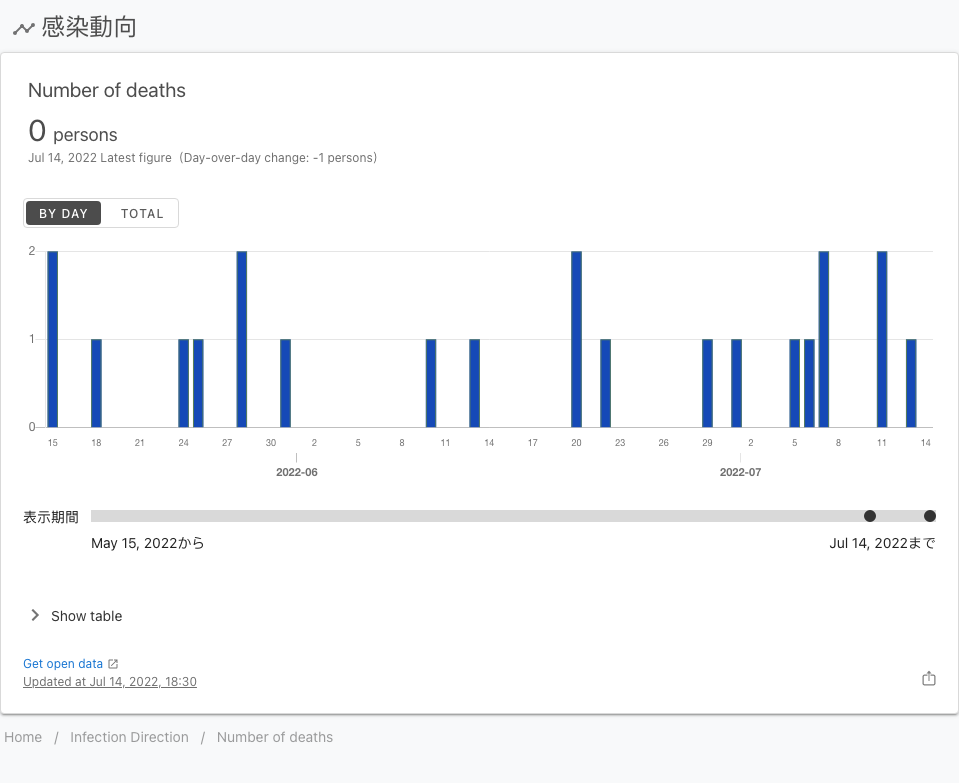 感染動向
Number of deaths
0 persons
Jul 14, 2022 Latest figure (Day-over-day change: -1 persons)
BY DAY TOTAL
2
1
0
15 18 21 24 27 30 2 5 8 11 14 17 20 23 26 29 2 5 8 11 14
2022-06 2022-07
表示期間
May 15, 2022から Jul 14, 2022まで
Show table
Get open data
Updated at Jul 14, 2022, 18:30
Home / Infection Direction / Number of deaths